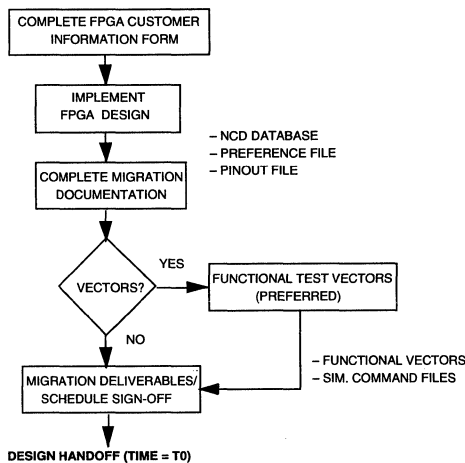 COMPLETE FPGA CUSTOMER
INFORMATION FORM
IMPLEMENT
FPGA DESIGN
– NCD DATABASE
– PREFERENCE FILE
– PINOUT FILE
COMPLETE MIGRATION
DOCUMENTATION
YES
VECTORS?
FUNCTIONAL TEST VECTORS
(PREFERRED)
NO
– FUNCTIONAL VECTORS
– SIM. COMMAND FILES
MIGRATION DELIVERABLES/
SCHEDULE SIGN-OFF
DESIGN HANDOFF (TIME = T0)